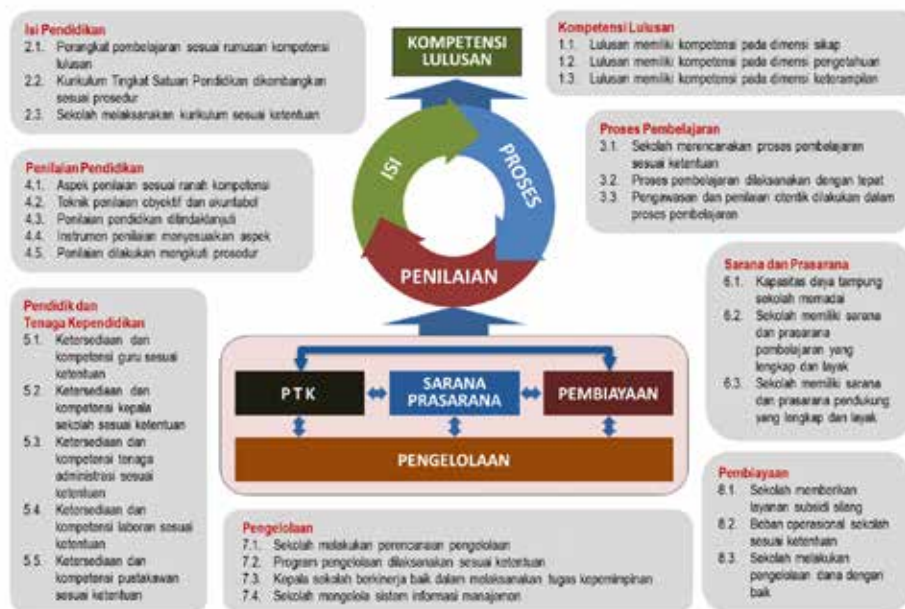 Isi Pendidikan
2.1. Perangkat pembelajaran sesuai rumusan kompetensi
lulusan
2.2. Kurikulum Tingkat Satuan Pendidikan dikembangkan
sesuai prosedur
2.3. Sekolah melaksanakan kurikulum sesuai ketentuan
KOMPETENSI
LULUSAN
Kompetensi Lulusan
1.1. Lulusan memiliki kompetensi pada dimensi sikap
1.2. Lulusan memiliki kompetensi pada dimensi pengetahuan
1.3. Lulusan memiliki kompetensi pada dimensi keterampilan
ISI
PROSES
PENILAIAN
Penilaian Pendidikan
4.1. Aspek penilaian sesuai ranah kompetensi
4.2. Teknik penilaian obyektif dan akuntabel
4.3. Penilaian pendidikan ditindaklanjuti
4.4. Instrumen penilaian menyesuaikan aspek
4.5. Penilaian dilakukan mengikuti prosedur
Proses Pembelajaran
3.1. Sekolah merencanakan proses pembelajaran
sesuai ketentuan
3.2. Proses pembelajaran dilaksanakan dengan tepat
3.3. Pengawasan dan penilaian otentik dilakukan dalam
proses pembelajaran
Pendidik dan
Tenaga Kependidikan
5.1. Ketersediaan dan
kompetensi guru sesuai
ketentuan
5.2. Ketersediaan dan
kompetensi kepala
sekolah sesuai ketentuan
5.3. Ketersediaan dan
kompetensi tenaga
administrasi sesuai
ketentuan
5.4. Ketersediaan dan
kompetensi laboran sesuai
ketentuan
5.5. Ketersediaan dan
kompetensi pustakawan
sesuai ketentuan
PTK
SARANA
PRASARANA
PEMBIAYAAN
PENGELOLAAN
Sarana dan Prasarana
6.1. Kapasitas daya tampung
sekolah memadai
6.2. Sekolah memiliki sarana
dan prasarana
pembelajaran yang
lengkap dan layak
6.3. Sekolah memiliki sarana
dan prasarana pendukung
yang lengkap dan layak
Pengelolaan
7.1. Sekolah melakukan perencanaan pengelolaan
7.2. Program pengelolaan dilaksanakan sesuai ketentuan
7.3. Kepala sekolah berkinerja baik dalam melaksanakan tugas kepemimpinan
7.4. Sekolah mengelola sistem informasi manajemen
Pembiayaan
8.1. Sekolah memberikan
layanan subsidi silang
8.2. Beban operasional sekolah
sesuai ketentuan
8.3. Sekolah melakukan
pengelolaan dana dengan
baik